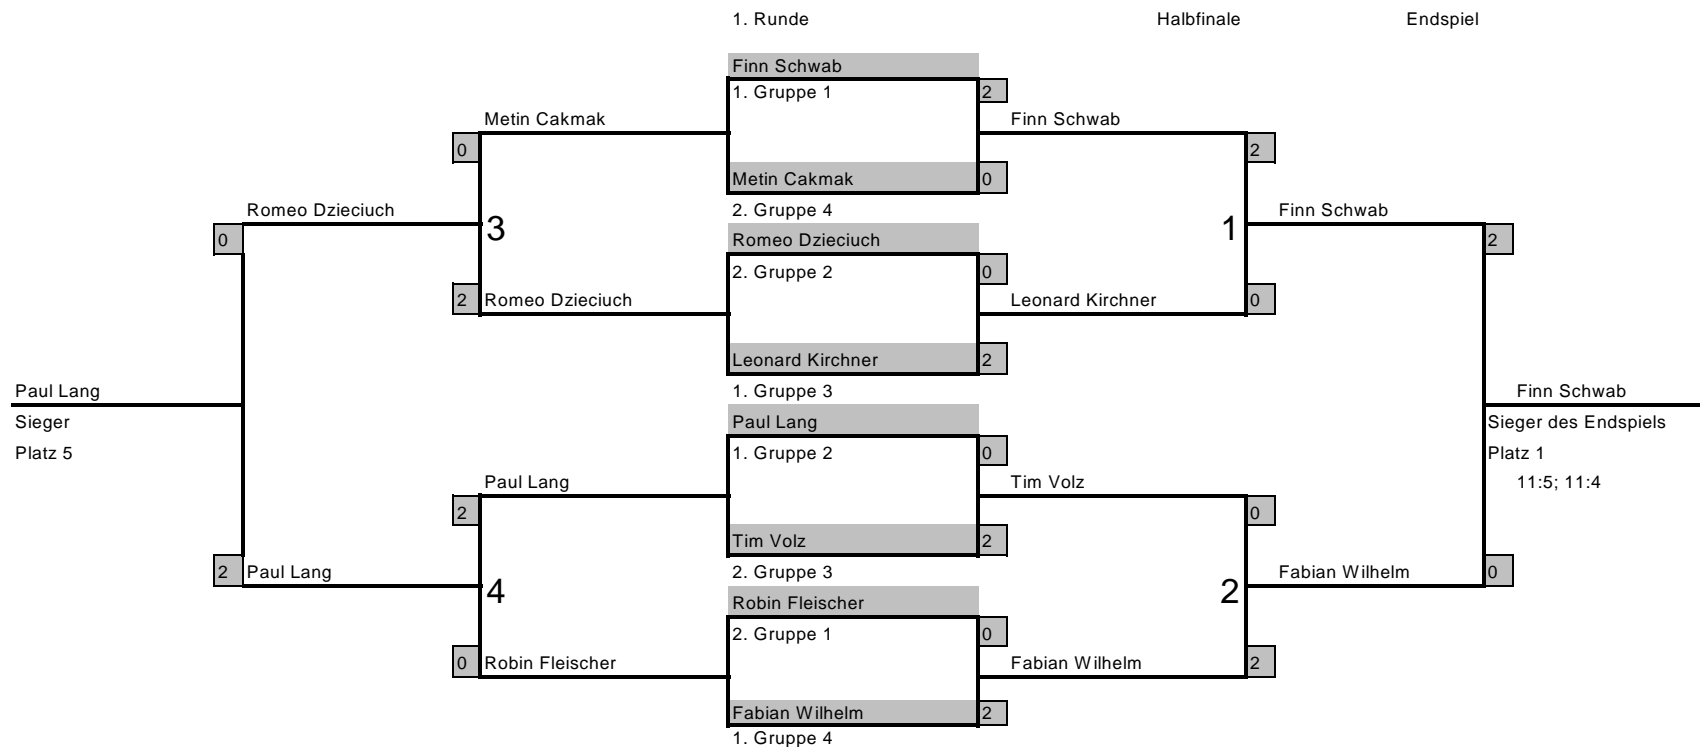 1. Runde Halbfinale Endspiel
Finn Schwab
1. Gruppe 1 2
Metin Cakmak Finn Schwab
0 2
Metin Cakmak 0
Romeo Dzieciuch 2. Gruppe 4 Finn Schwab
0 3 Romeo Dzieciuch 1 2
2. Gruppe 2 0
2 Romeo Dzieciuch Leonard Kirchner 0
Leonard Kirchner 2
Paul Lang 1. Gruppe 3 Finn Schwab
Sieger Paul Lang Sieger des Endspiels
Platz 5 1. Gruppe 2 0 Platz 1
Paul Lang Tim Volz 11:5; 11:4
2 0
Tim Volz 2
2 Paul Lang 2. Gruppe 3 Fabian Wilhelm 0
4 Robin Fleischer 2
2. Gruppe 1 0
0 Robin Fleischer Fabian Wilhelm 2
Fabian Wilhelm 2
1. Gruppe 4